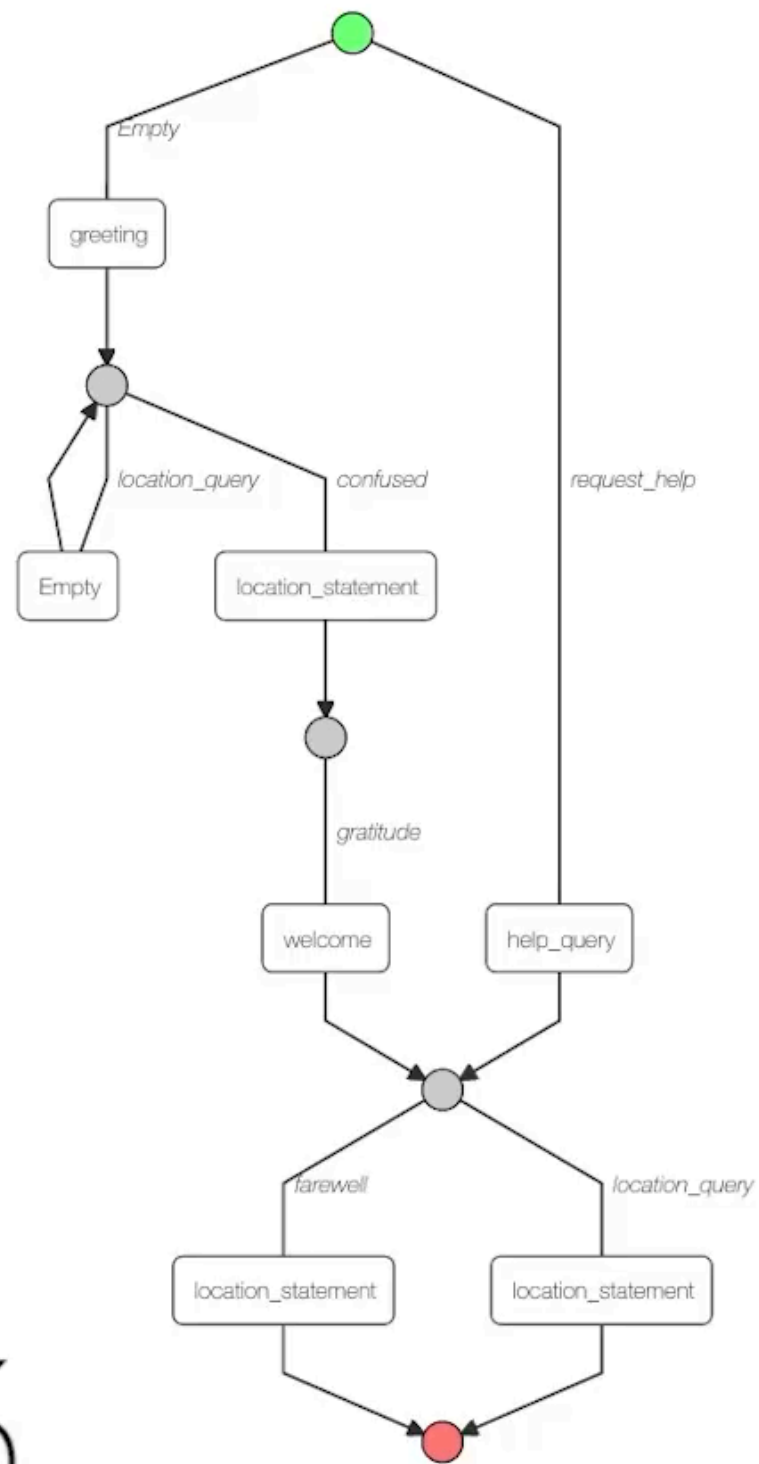 Empty
greeting
location_query
confused
request_help
Empty
location_statement
gratitude
welcome
help_query
farewell
location_query
location_statement
location_statement